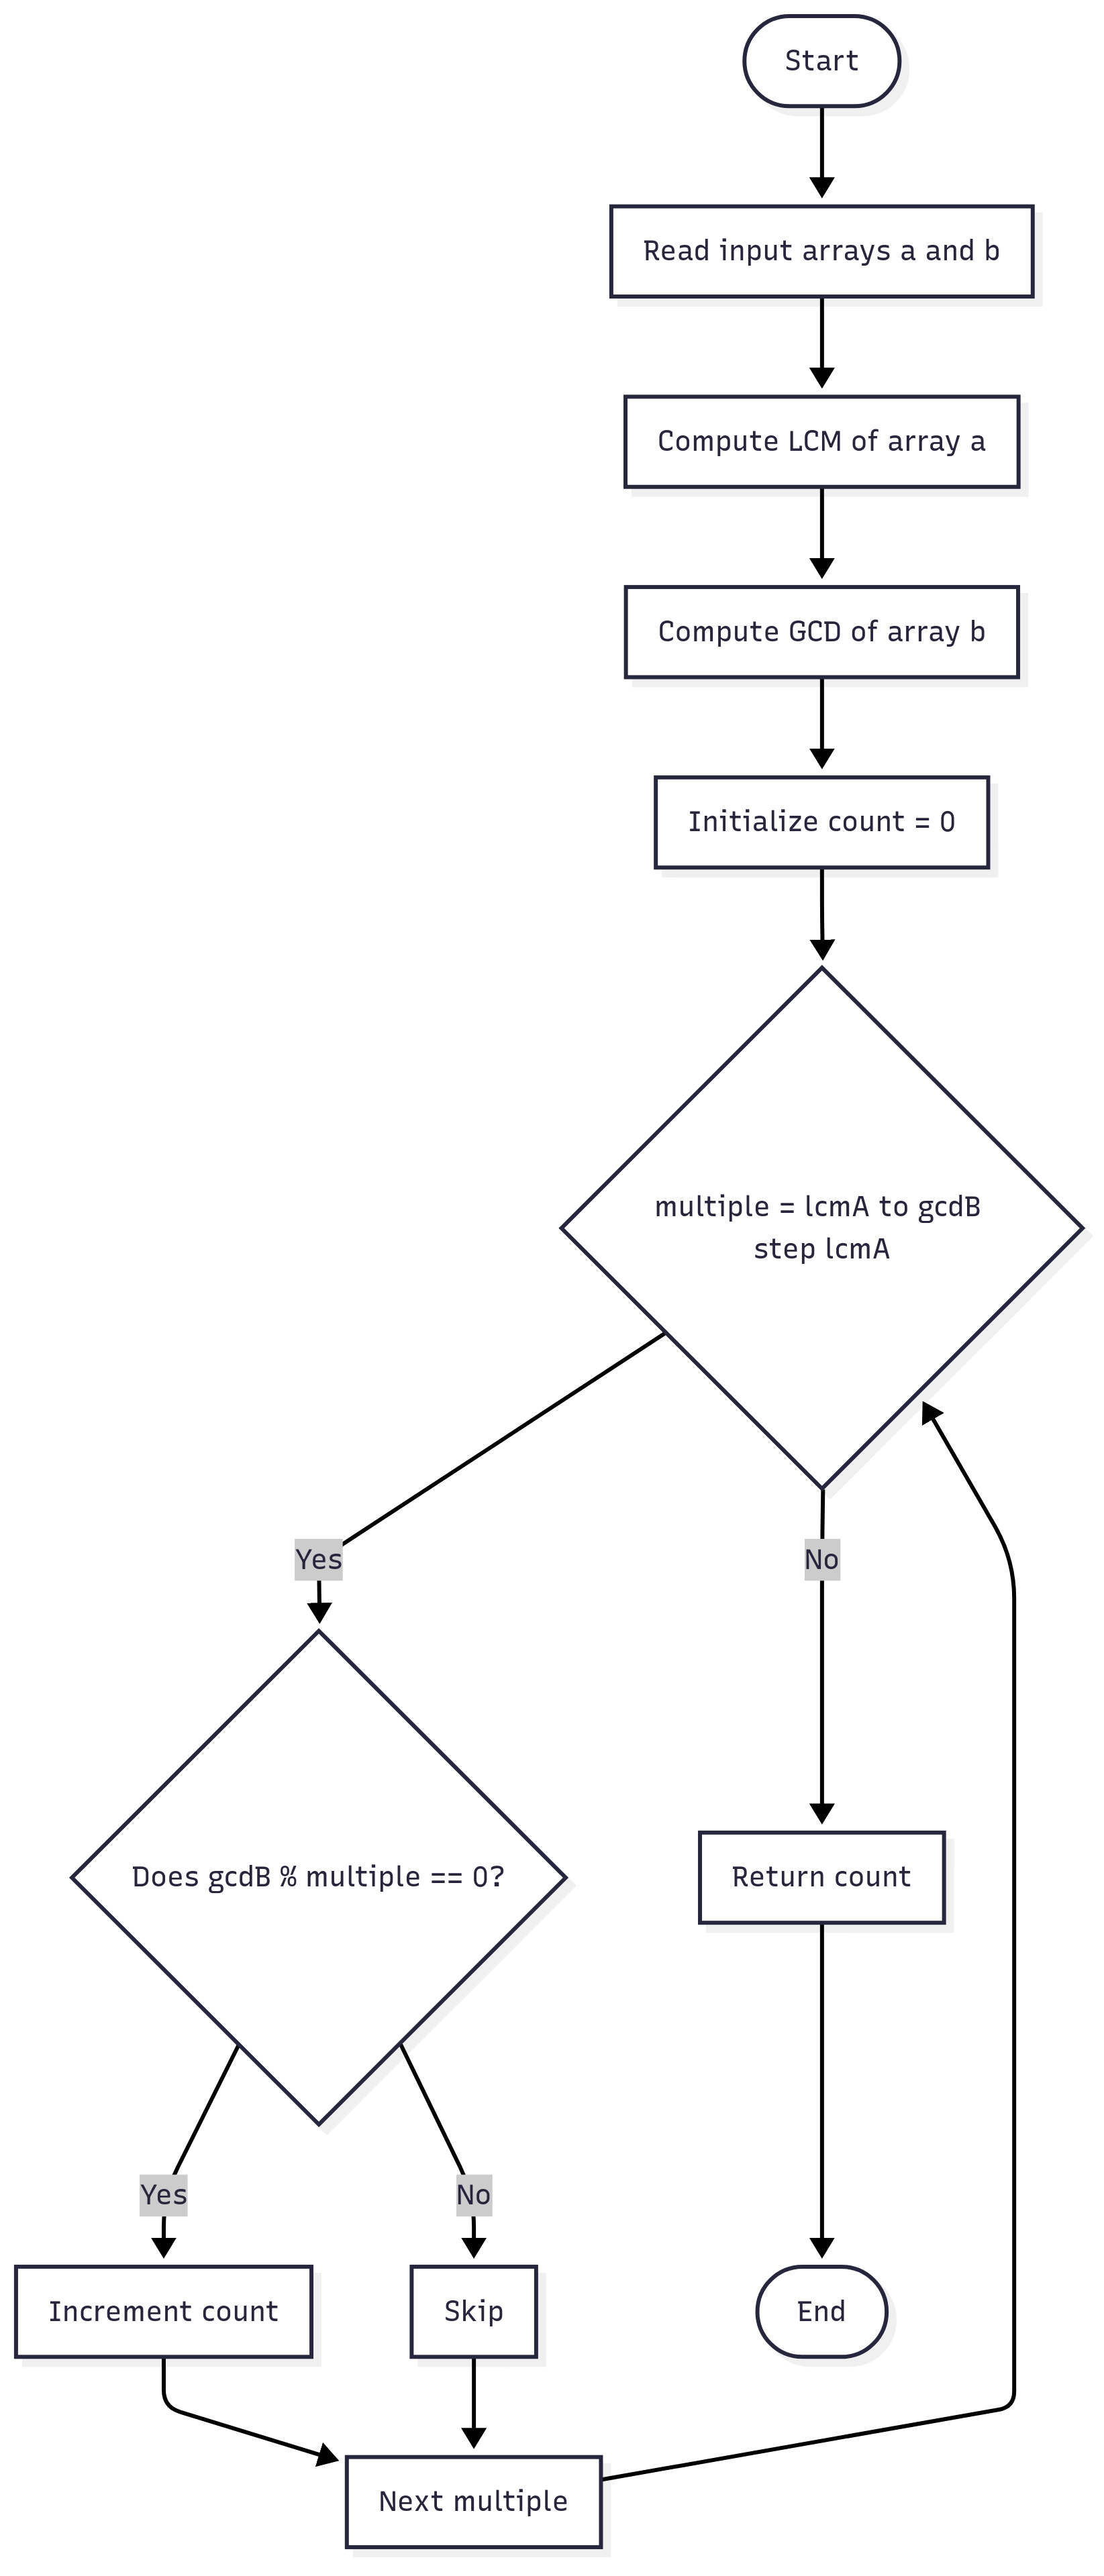 Start
Read input arrays a and b
Compute LCM of array a
Compute GCD of array b
Initialize count = 0
multiple = lcmA to gcdB
step lcmA
Yes
No
Does gcdB % multiple == 0?
Return count
Yes
No
Increment count
Skip
End
Next multiple